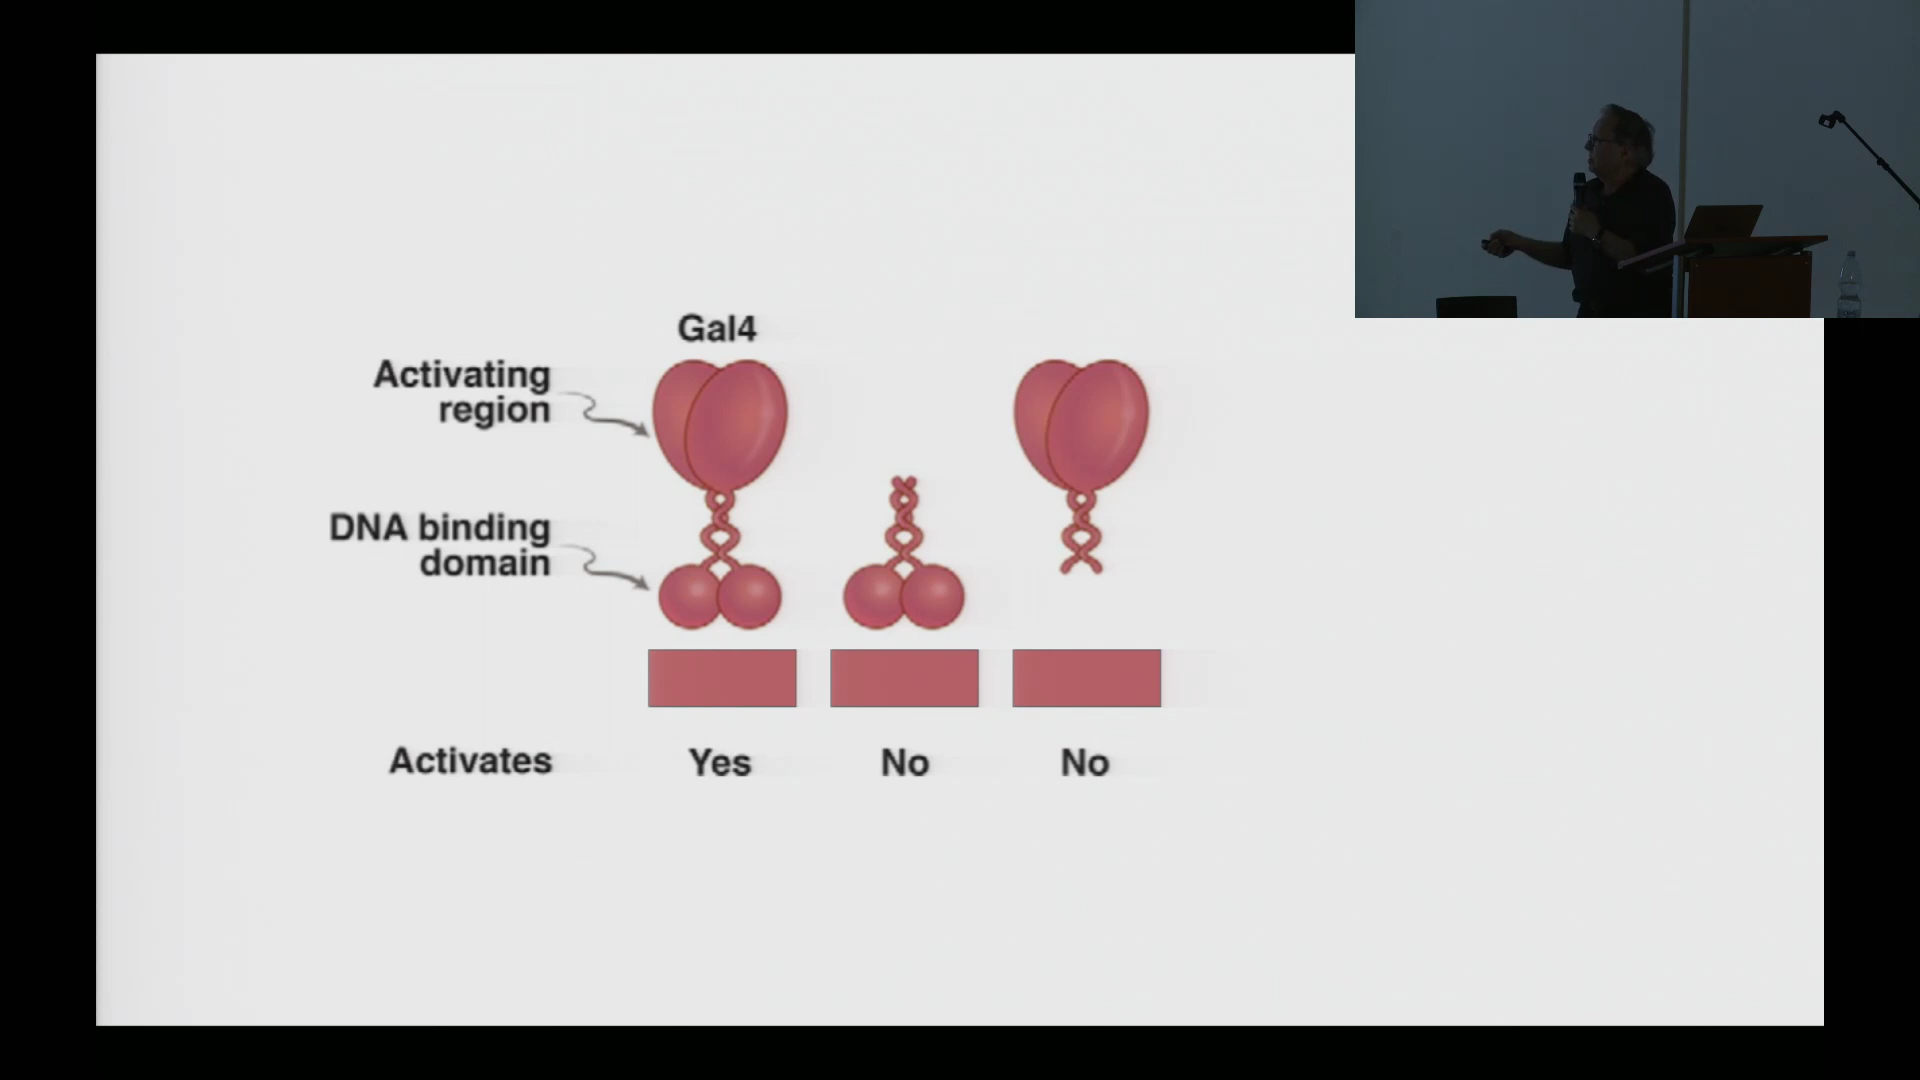 Gal4
Activating
region
DNA binding
domain
Activates
Yes
No
No